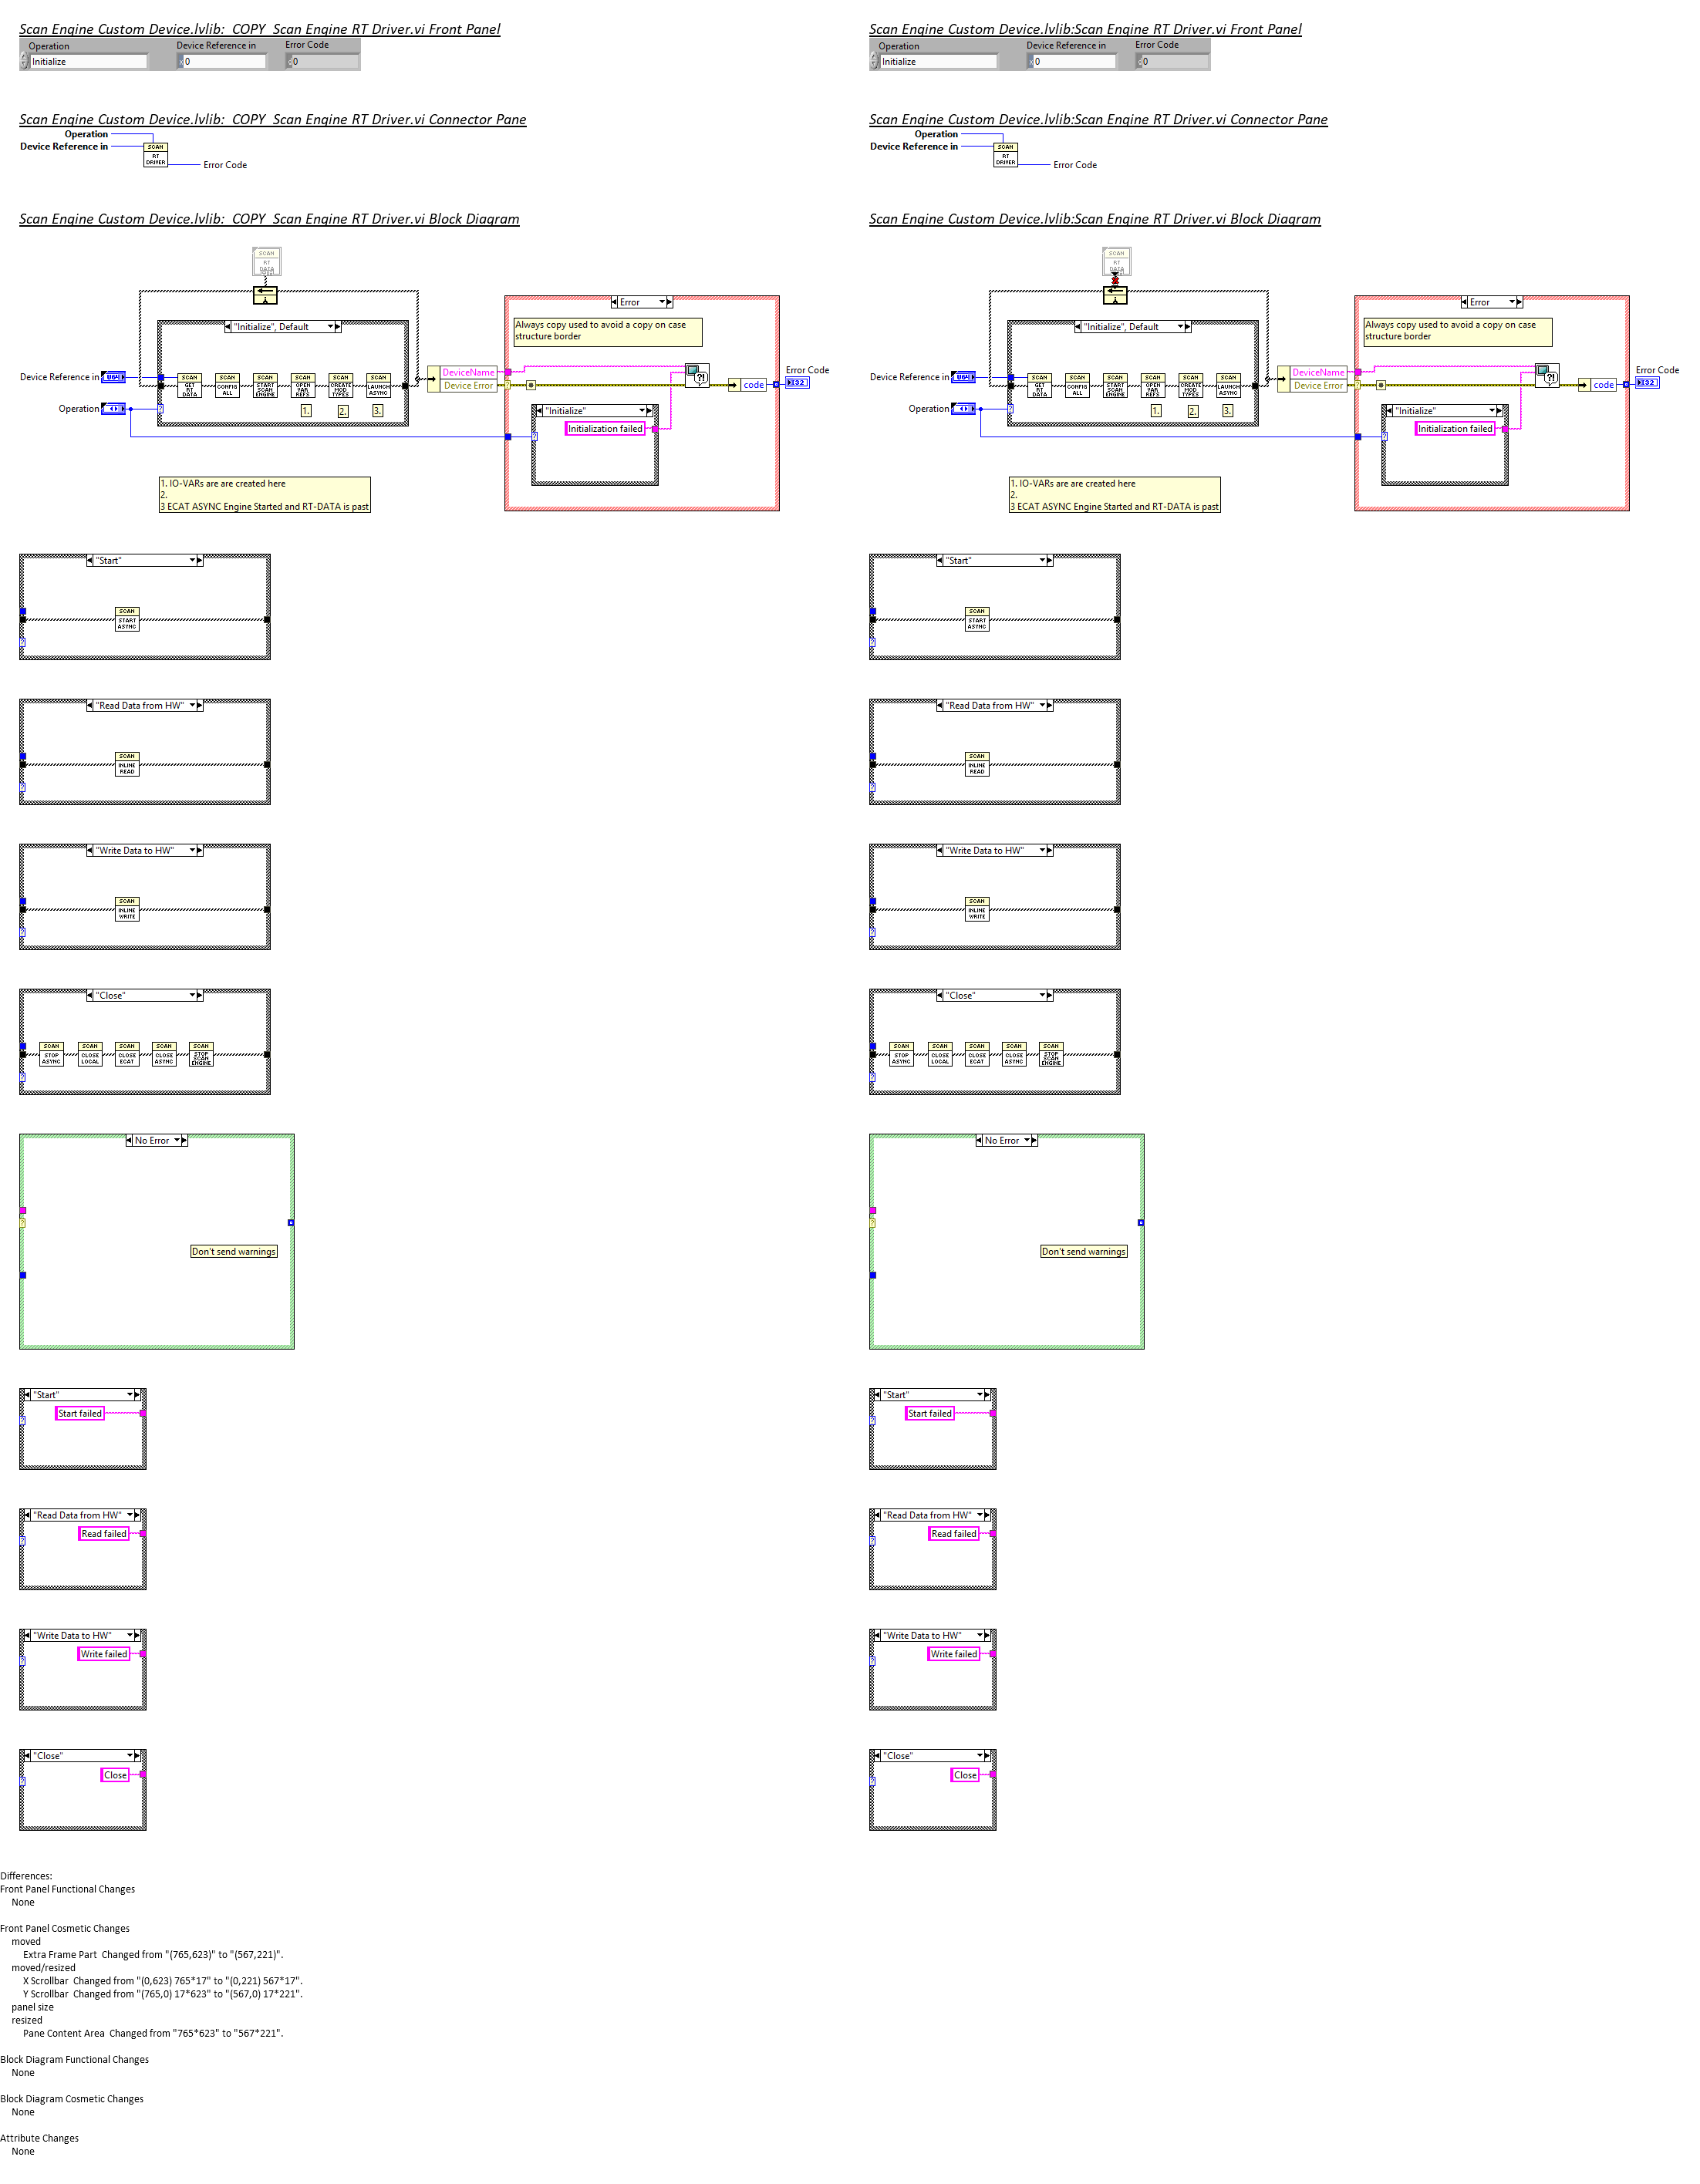 Scan Engine Custom Device.lvlib:  COPY  Scan Engine RT Driver.vi Front Panel
Operation
Device Reference in
Error Code
Initialize
0
0
Scan Engine Custom Device.lvlib:  COPY  Scan Engine RT Driver.vi Connector Pane
Operation
Device Reference in
SCAN
RT
DRIVER
Error Code
Scan Engine Custom Device.lvlib:  COPY  Scan Engine RT Driver.vi Block Diagram
SCAN
RT
DATA
Error
Always copy used to avoid a copy on case
structure border
"Initialize", Default
Device Reference in
U64
SCAN
GET
RT
DATA
SCAN
CONFIG
ALL
SCAN
START
SCAN
ENGINE
SCAN
OPEN
VAR
REFS
SCAN
CREATE
MOD
TYPES
SCAN
LAUNCH
ASYNC
DeviceName
Device Error
code
Error Code
I32
Operation
1.
2.
3.
"Initialize"
Initialization failed
1. IO-VARs are are created here
2.
3 ECAT ASYNC Engine Started and RT-DATA is past
"Start"
SCAN
START
ASYNC
"Read Data from HW"
SCAN
INLINE
READ
"Write Data to HW"
SCAN
INLINE
WRITE
"Close"
SCAN
STOP
ASYNC
SCAN
CLOSE
LOCAL
SCAN
CLOSE
ECAT
SCAN
CLOSE
ASYNC
SCAN
STOP
SCAN
ENGINE
No Error
Don't send warnings
"Start"
Start failed
"Read Data from HW"
Read failed
"Write Data to HW"
Write failed
"Close"
Close
Scan Engine Custom Device.lvlib:Scan Engine RT Driver.vi Front Panel
Operation
Device Reference in
Error Code
Initialize
0
0
Scan Engine Custom Device.lvlib:Scan Engine RT Driver.vi Connector Pane
Operation
Device Reference in
SCAN
RT
DRIVER
Error Code
Scan Engine Custom Device.lvlib:Scan Engine RT Driver.vi Block Diagram
SCAN
RT
DATA
Error
Always copy used to avoid a copy on case
structure border
"Initialize", Default
Device Reference in
U64
SCAN
GET
RT
DATA
SCAN
CONFIG
ALL
SCAN
START
SCAN
ENGINE
SCAN
OPEN
VAR
REFS
SCAN
CREATE
MOD
TYPES
SCAN
LAUNCH
ASYNC
DeviceName
Device Error
code
Error Code
I32
Operation
1.
2.
3.
"Initialize"
Initialization failed
1. IO-VARs are are created here
2.
3 ECAT ASYNC Engine Started and RT-DATA is past
"Start"
SCAN
START
ASYNC
"Read Data from HW"
SCAN
INLINE
READ
"Write Data to HW"
SCAN
INLINE
WRITE
"Close"
SCAN
STOP
ASYNC
SCAN
CLOSE
LOCAL
SCAN
CLOSE
ECAT
SCAN
CLOSE
ASYNC
SCAN
STOP
SCAN
ENGINE
No Error
Don't send warnings
"Start"
Start failed
"Read Data from HW"
Read failed
"Write Data to HW"
Write failed
"Close"
Close
Differences:
Front Panel Functional Changes
None
Front Panel Cosmetic Changes
moved
Extra Frame Part  Changed from "(765,623)" to "(567,221)".
moved/resized
X Scrollbar  Changed from "(0,623) 765*17" to "(0,221) 567*17".
Y Scrollbar  Changed from "(765,0) 17*623" to "(567,0) 17*221".
panel size
resized
Pane Content Area  Changed from "765*623" to "567*221".
Block Diagram Functional Changes
None
Block Diagram Cosmetic Changes
None
Attribute Changes
None